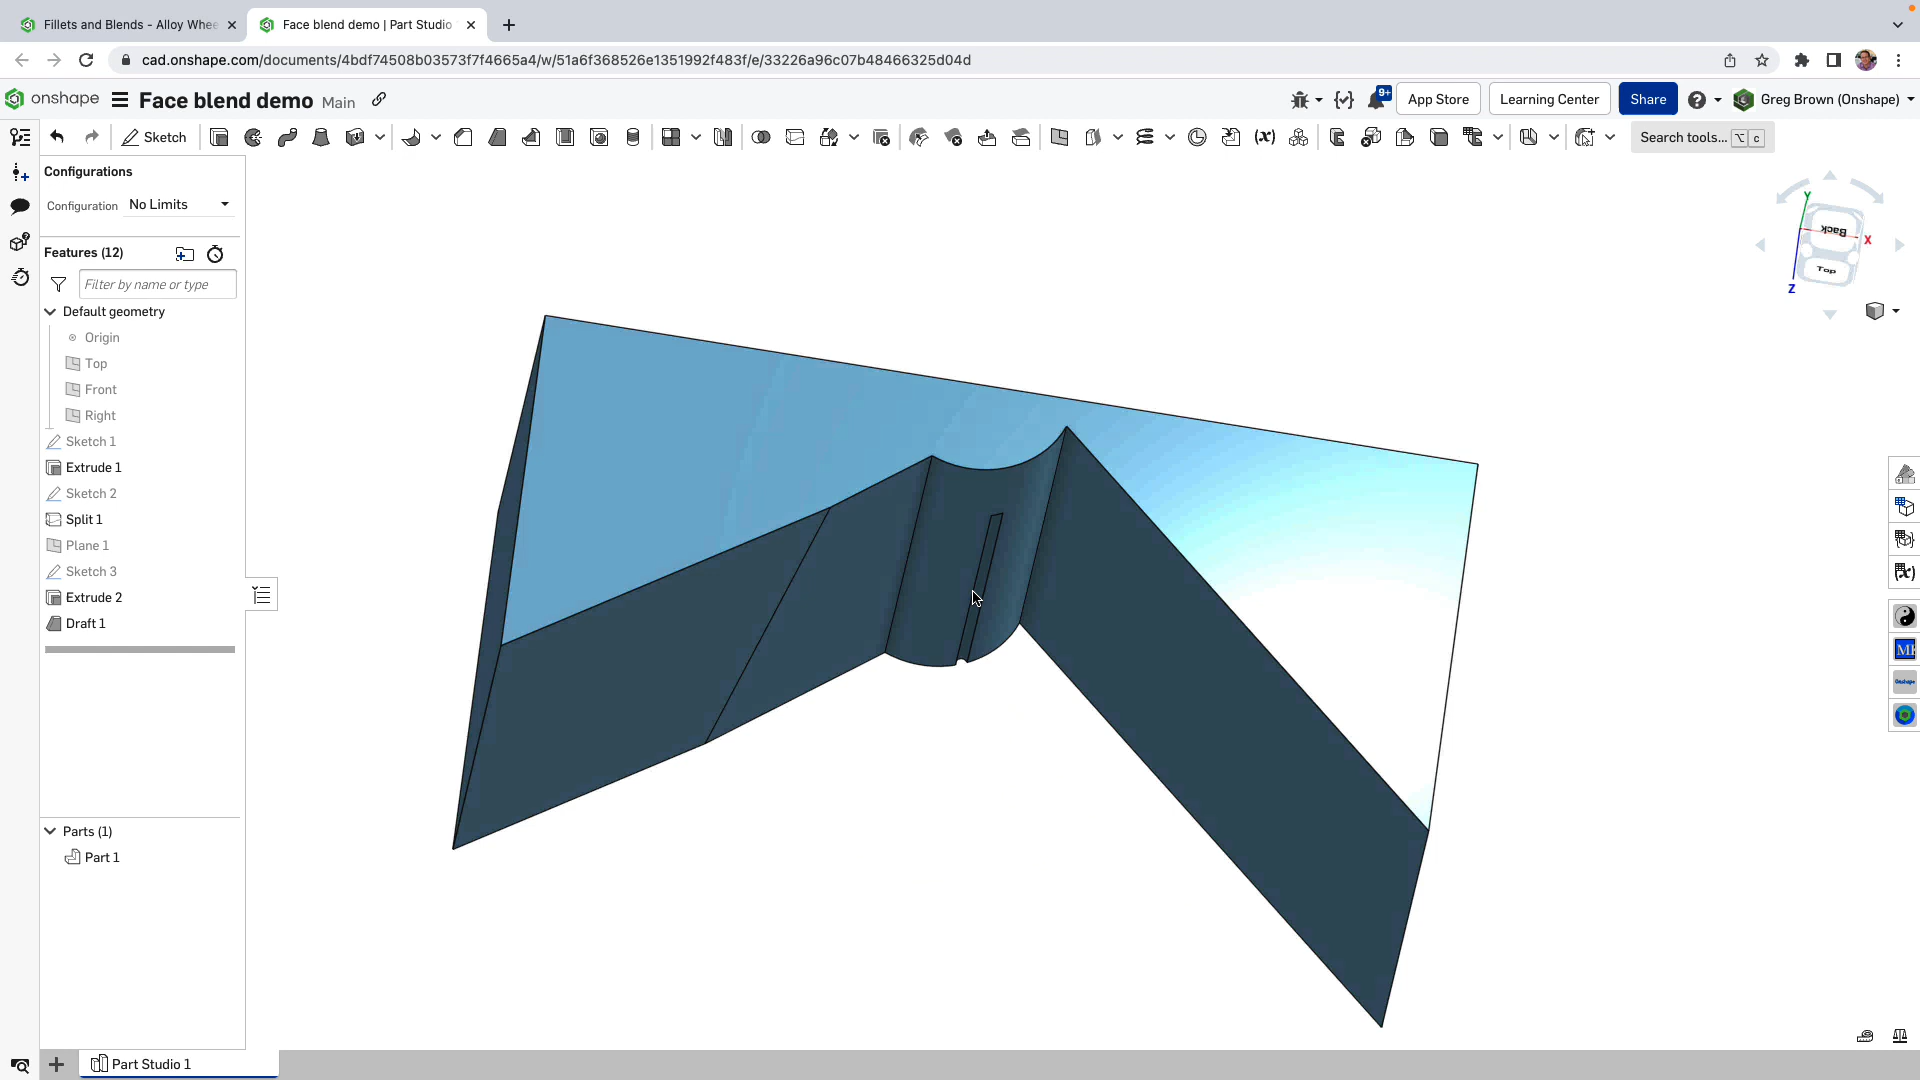 Fillets and Blends - Alloy Whee
Face blend demo | Part Studio
cad.onshape.com/documents/4bdf74508b03573f7f4665a4/w/51a6f368526e1351992f483f/e/33226a96c07b48466325d04d
onshape
Face blend demo Main
9+
App Store
Learning Center
Share
Greg Brown (Onshape)
Sketch
(x)
Search tools... ⌥ c
Configurations
Configuration No Limits
Features (12)
Filter by name or type
Default geometry
Origin
Top
Front
Right
Sketch 1
Extrude 1
Sketch 2
Split 1
Plane 1
Sketch 3
Extrude 2
Draft 1
Parts (1)
Part 1
Y
Back
X
Top
Z
(x)
Onshape
Part Studio 1